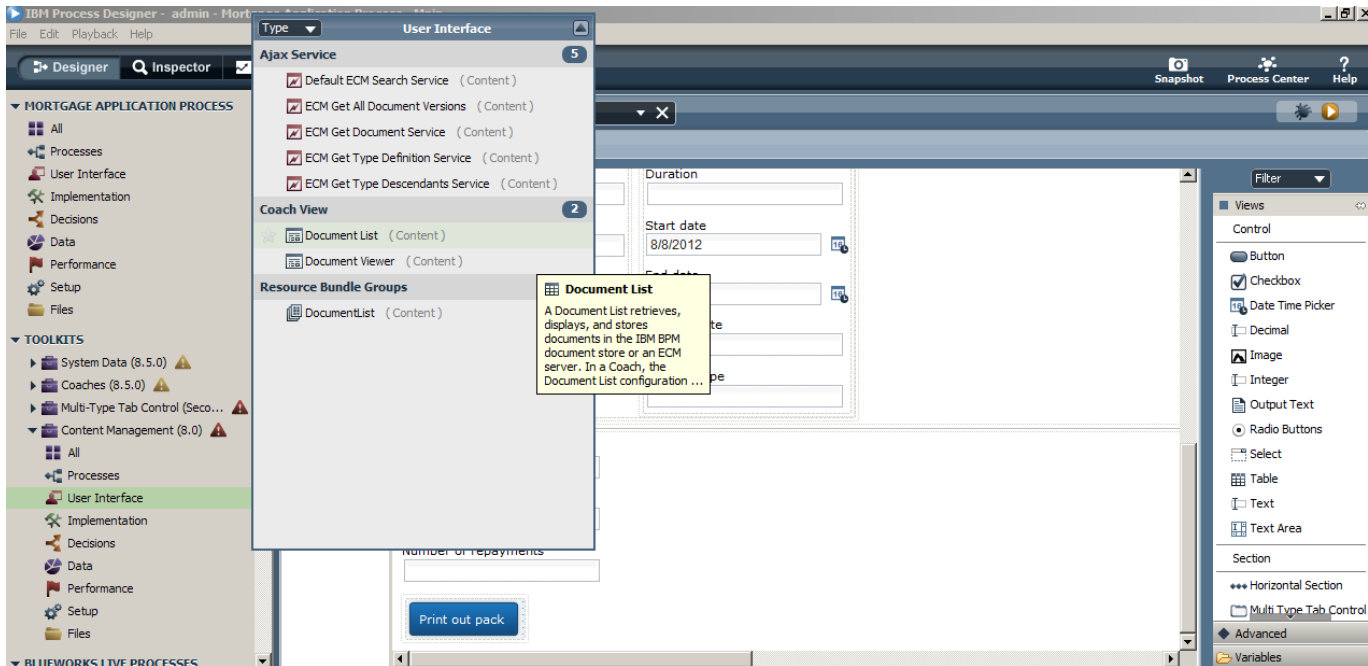 IBM Process Designer - admin - Mortgage Application Process - Main
File Edit Playback Help
Designer
Inspector
Snapshot
Process Center
Help
MORTGAGE APPLICATION PROCESS
All
Processes
User Interface
Implementation
Decisions
Data
Performance
Setup
Files
TOOLKITS
System Data (8.5.0)
Coaches (8.5.0)
Multi-Type Tab Control (Seco...
Content Management (8.0)
All
Processes
User Interface
Implementation
Decisions
Data
Performance
Setup
Files
BLUEWORKS LIVE PROCESSES
Type
User Interface
Ajax Service 5
Default ECM Search Service (Content)
ECM Get All Document Versions (Content)
ECM Get Document Service (Content)
ECM Get Type Definition Service (Content)
ECM Get Type Descendants Service (Content)
Coach View 2
Document List (Content)
Document Viewer (Content)
Resource Bundle Groups
DocumentList (Content)
Document List
A Document List retrieves,
displays, and stores
documents in the IBM BPM
document store or an ECM
server. In a Coach, the
Document List configuration ...
Duration
Start date
8/8/2012
End date
te
pe
Number of repayments
Print out pack
Filter
Views
Control
Button
Checkbox
Date Time Picker
Decimal
Image
Integer
Output Text
Radio Buttons
Select
Table
Text
Text Area
Section
Horizontal Section
Multi Type Tab Control
Advanced
Variables